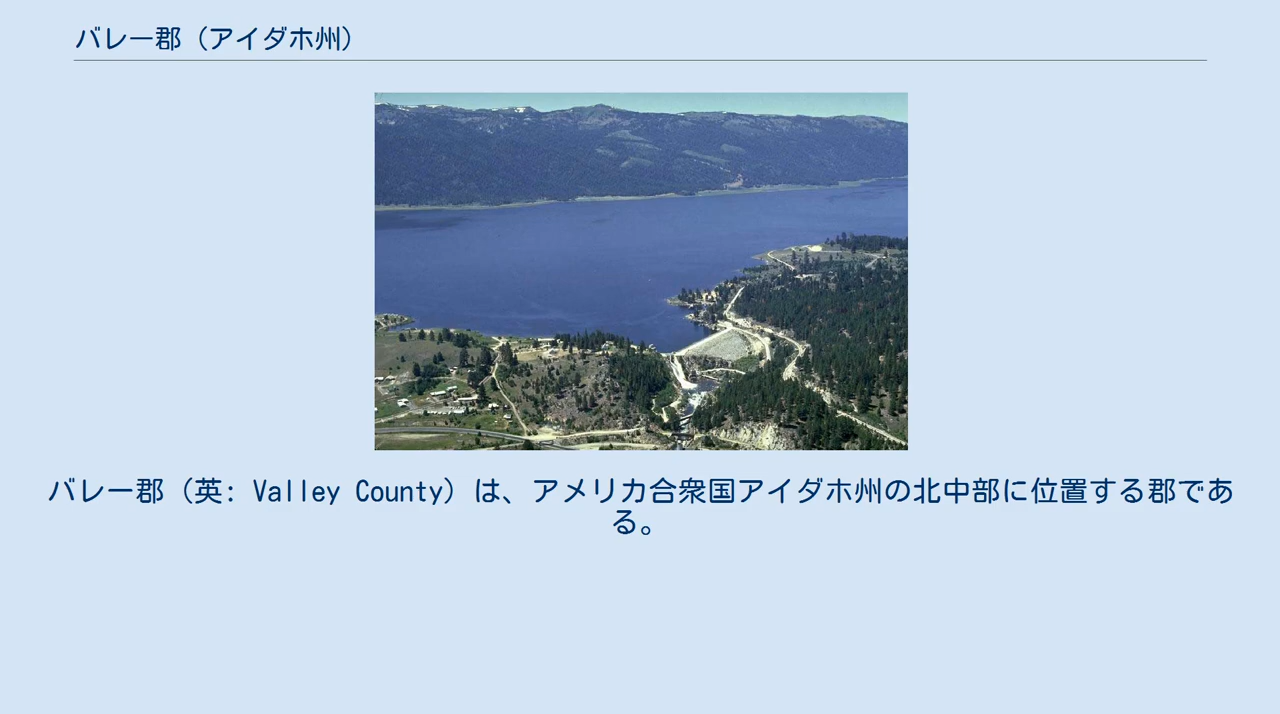 バレー郡（アイダホ州）
バレー郡（英: Valley County）は、アメリカ合衆国アイダホ州の北中部に位置する郡であ
る。